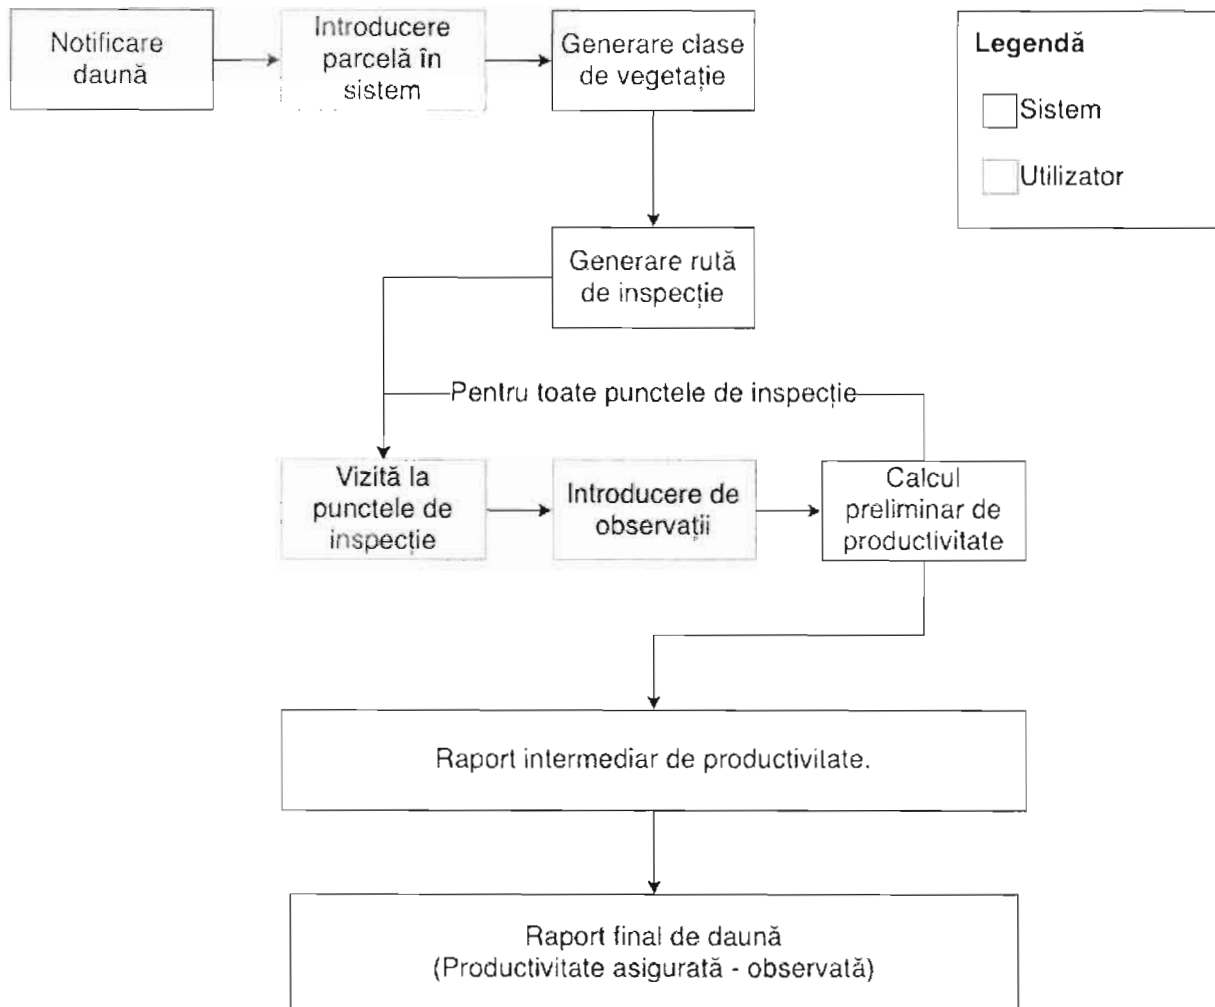 Notificare
daună
Introducere
parcelă în
sistem
Generare clase
de vegetație
Legendă
Sistem
Utilizator
Generare rută
de inspecție
Pentru toate punctele de inspecție
Vizită la
punctele de
inspecție
Introducere de
observații
Calcul
preliminar de
productivitate
Raport intermediar de productivitate.
Raport final de daună
(Productivitate asigurată - observată)